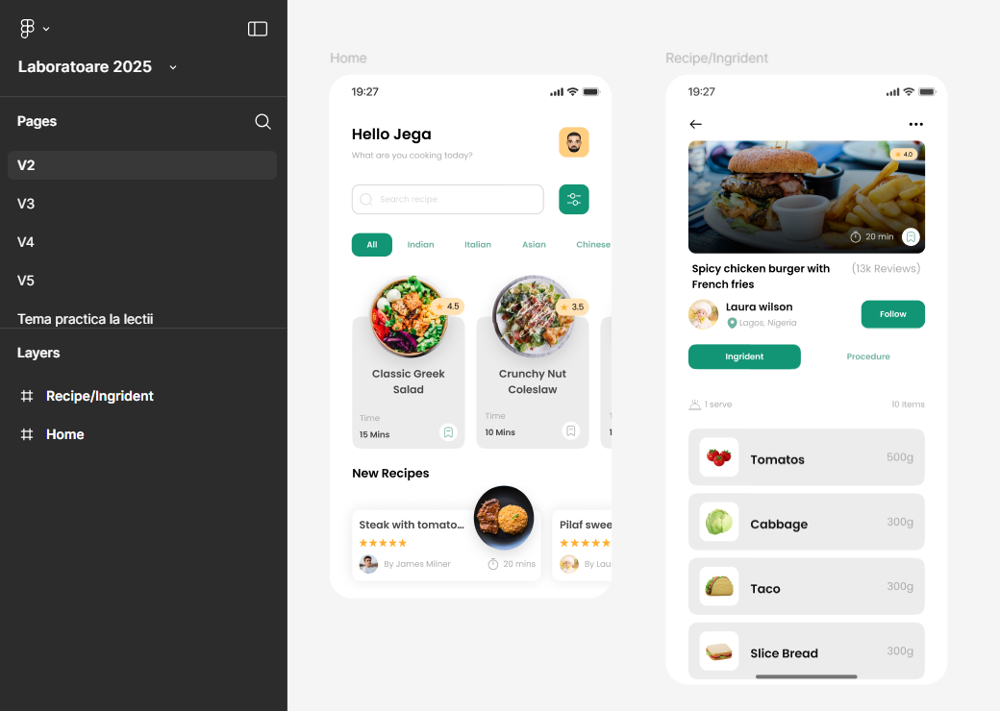 Laboratoare 2025
Pages
V2
V3
V4
V5
Tema practica la lectii
Layers
Recipe/Ingrident
Home
Home
19:27
Hello Jega
What are you cooking today?
Search recipe
All Indian Italian Asian Chinese
4.5
3.5
Classic Greek
Salad
Crunchy Nut
Coleslaw
Time
15 Mins
Time
10 Mins
New Recipes
Steak with tomato...
By James Milner
20 mins
Pilaf swee
By Lau
Recipe/Ingrident
19:27
4.0
20 min
Spicy chicken burger with
French fries
(13k Reviews)
Laura wilson
Lagos, Nigeria
Follow
Ingrident
Procedure
1 serve
10 Items
Tomatos 500g
Cabbage 300g
Taco 300g
Slice Bread 300g